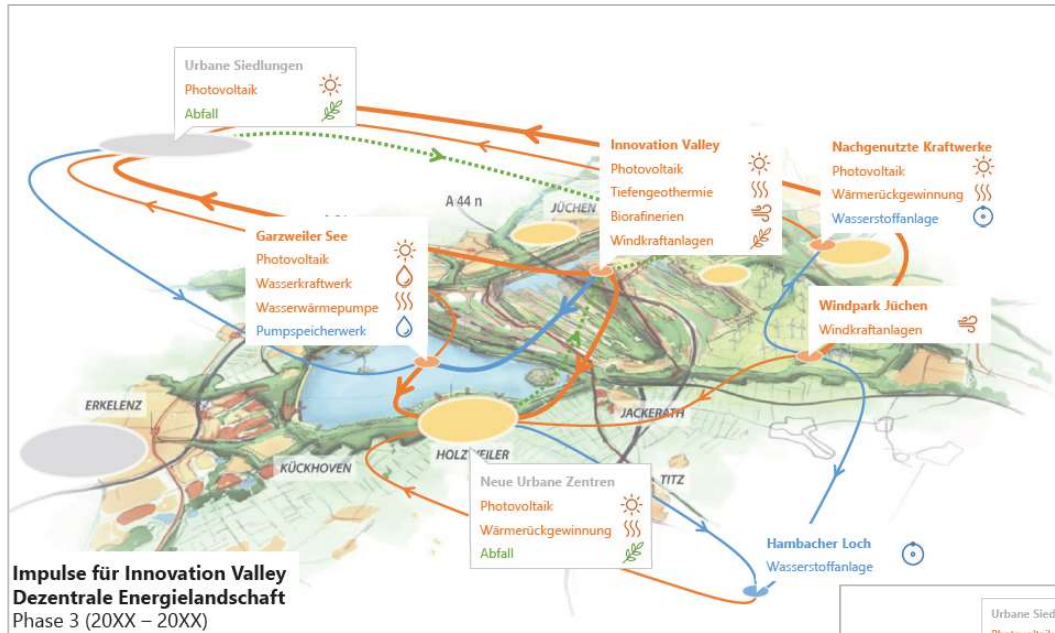 Urbane Siedlungen
Photovoltaik
Abfall
Innovation Valley
Photovoltaik
Tiefengeothermie
Biorafinerien
Windkraftanlagen
Nachgenutzte Kraftwerke
Photovoltaik
Wärmerückgewinnung
Wasserstoffanlage
A 44 n
JÜCHEN
Garzweiler See
Photovoltaik
Wasserkraftwerk
Wasserwärmepumpe
Pumpspeicherwerk
Windpark Jüchen
Windkraftanlagen
ERKELENZ
JACKERATH
KÜCKHOVEN
HOLZWEILER
TITZ
Neue Urbane Zentren
Photovoltaik
Wärmerückgewinnung
Abfall
Hambacher Loch
Wasserstoffanlage
Impulse für Innovation Valley
Dezentrale Energielandschaft
Phase 3 (20XX – 20XX)
Urbane Sied